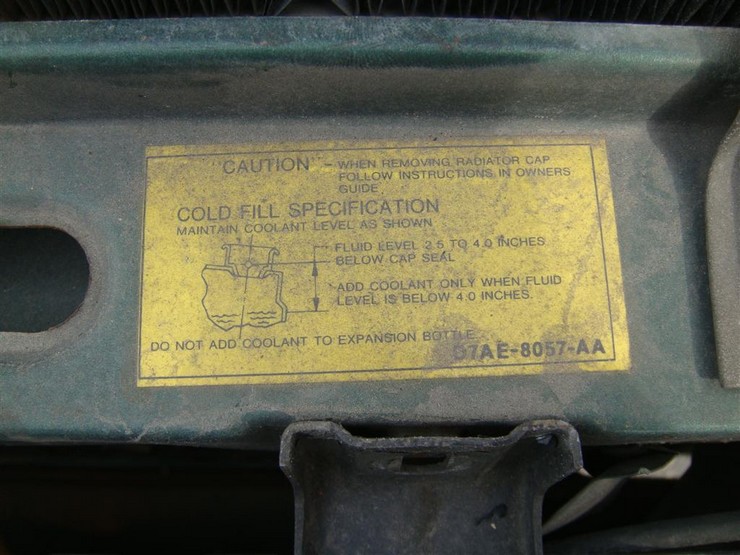 "CAUTION" - WHEN REMOVING RADIATOR CAP
FOLLOW INSTRUCTIONS IN OWNERS
GUIDE.
COLD FILL SPECIFICATION
MAINTAIN COOLANT LEVEL AS SHOWN
FLUID LEVEL 2.5 TO 4.0 INCHES
BELOW CAP SEAL
ADD COOLANT ONLY WHEN FLUID
LEVEL IS BELOW 4.0 INCHES.
DO NOT ADD COOLANT TO EXPANSION BOTTLE
D7AE-8057-AA